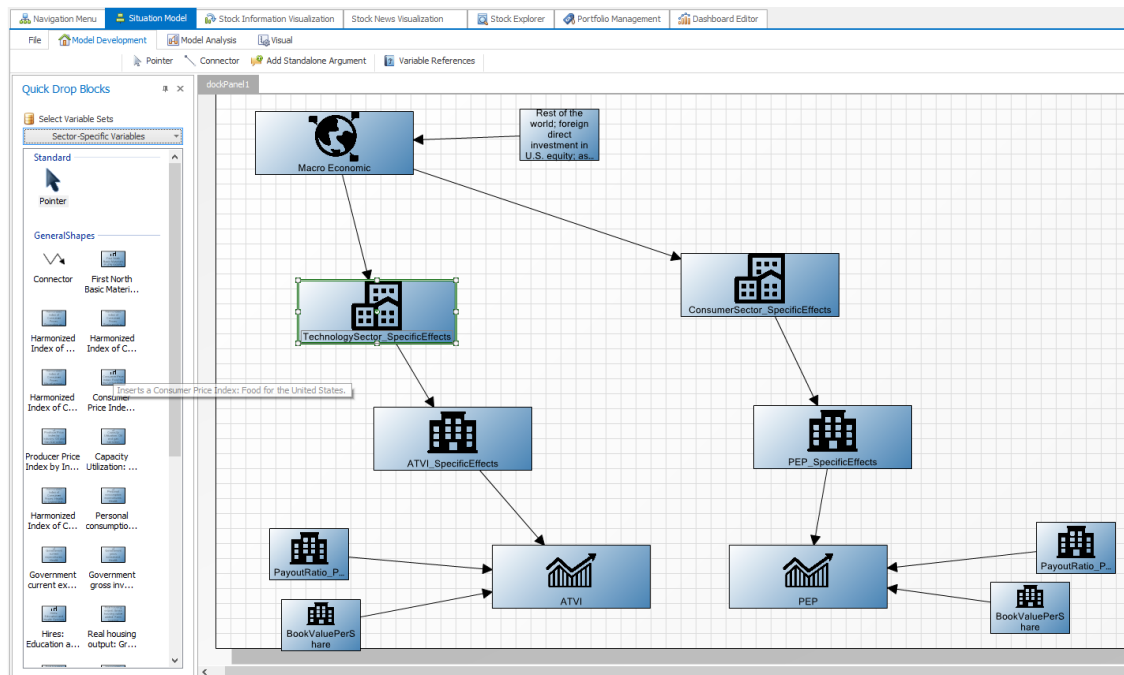 Navigation Menu Situation Model Stock Information Visualization Stock News Visualization Stock Explorer Portfolio Management Dashboard Editor
File Model Development Model Analysis Visual
Pointer Connector Add Standalone Argument Variable References
Quick Drop Blocks
dockPanel1
Select Variable Sets
Sector-Specific Variables
Standard
Pointer
GeneralShapes
Connector
First North
Basic Materi...
Harmonized
Index of ...
Harmonized
Index of C...
Harmonized
Index of C...
Consumer
Price Inde...
Inserts a Consumer Price Index: Food for the United States.
Producer Price
Index by In...
Capacity
Utilization: ...
Harmonized
Index of C...
Personal
consumptio...
Government
current ex...
Government
gross inv...
Hires:
Education a...
Real housing
output: Gr...
Macro Economic
Rest of the
world; foreign
direct
investment in
U.S. equity; as..
TechnologySector_SpecificEffects
ConsumerSector_SpecificEffects
ATVI_SpecificEffects
PEP_SpecificEffects
PayoutRatio_P...
BookValuePerS
hare
ATVI
PEP
PayoutRatio_P...
BookValuePerS
hare